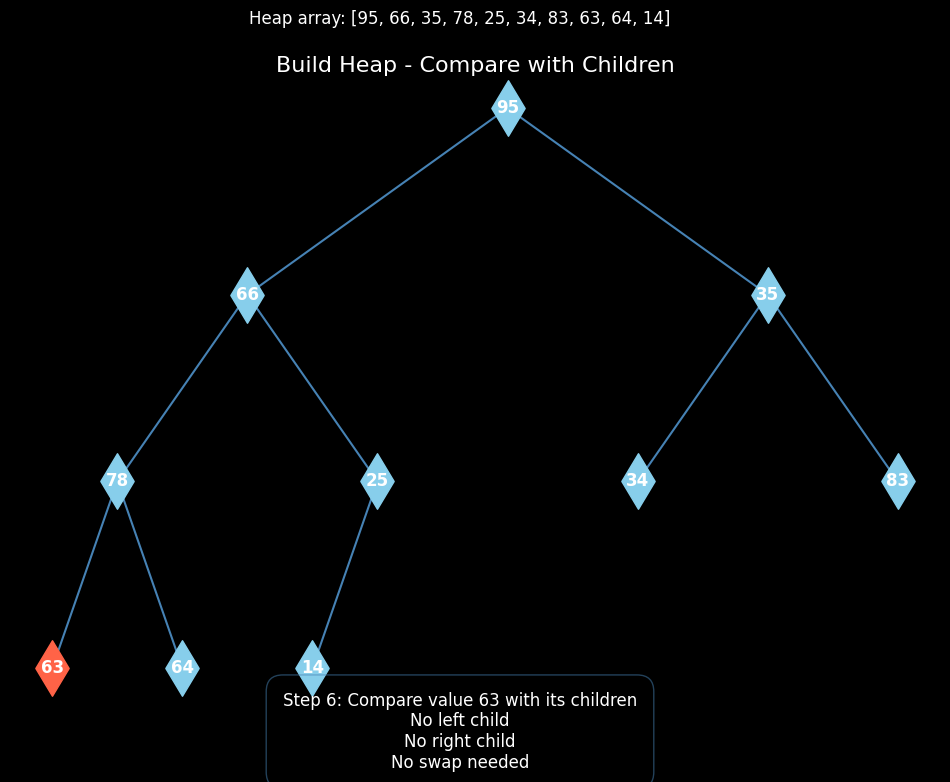 Heap array: [95, 66, 35, 78, 25, 34, 83, 63, 64, 14]
Build Heap - Compare with Children
95
66
35
78
25
34
83
63
64
14
Step 6: Compare value 63 with its children
No left child
No right child
No swap needed